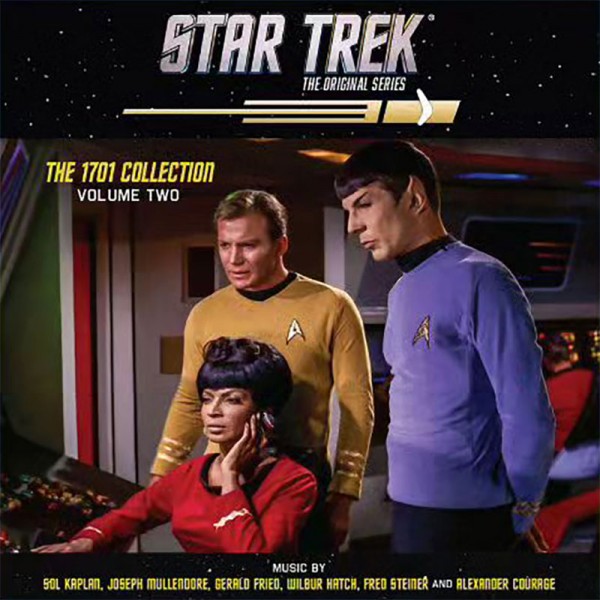 STAR TREK®
THE ORIGINAL SERIES
THE 1701 COLLECTION
VOLUME TWO
MUSIC BY
SOL KAPLAN, JOSEPH MULLENDORE, GERALD FRIED, WILBUR HATCH, FRED STEINER AND ALEXANDER COURAGE